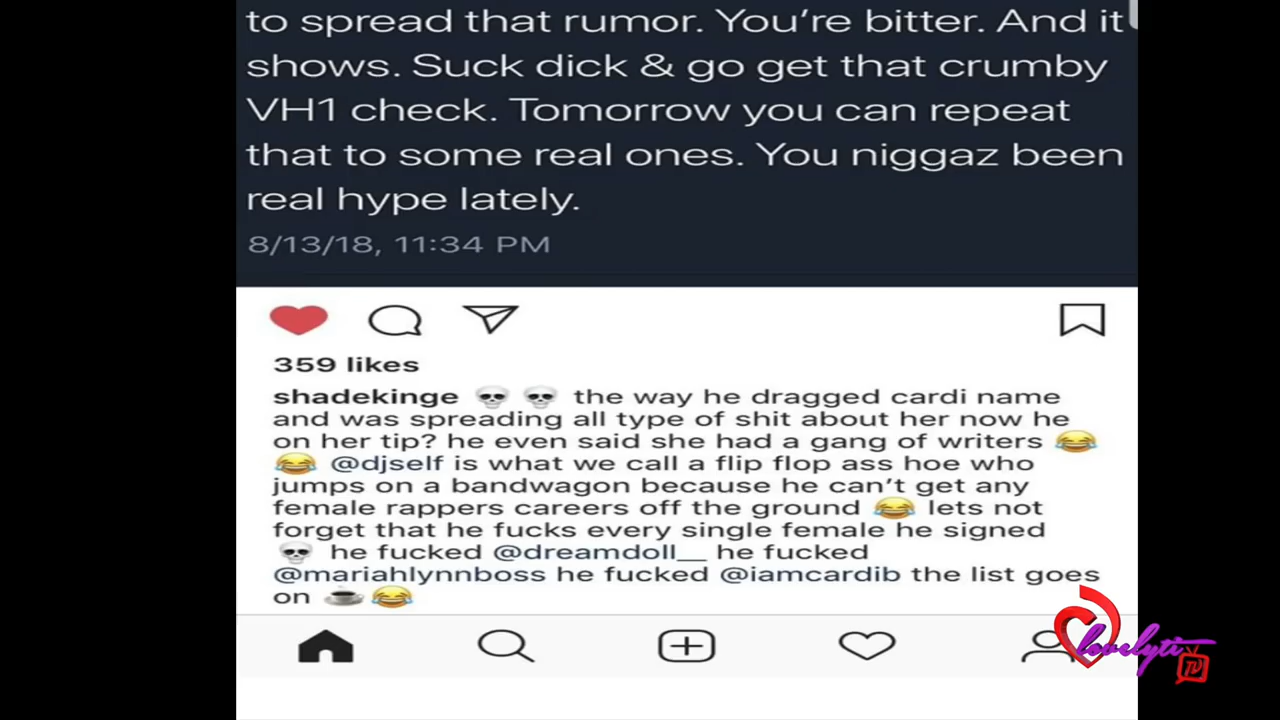 to spread that rumor. You’re bitter. And it
shows. Suck dick & go get that crumby
VH1 check. Tomorrow you can repeat
that to some real ones. You niggaz been
real hype lately.
8/13/18, 11:34 PM
359 likes
shadekinge 💀 💀 the way he dragged cardi name
and was spreading all type of shit about her now he
on her tip? he even said she had a gang of writers 😂
😂 @djself is what we call a flip flop ass hoe who
jumps on a bandwagon because he can’t get any
female rappers careers off the ground 😂 lets not
forget that he fucks every single female he signed
💀 he fucked @dreamdoll__ he fucked
@mariahlynnboss he fucked @iamcardib the list goes
on ☕ 😂
lovelyti
TV